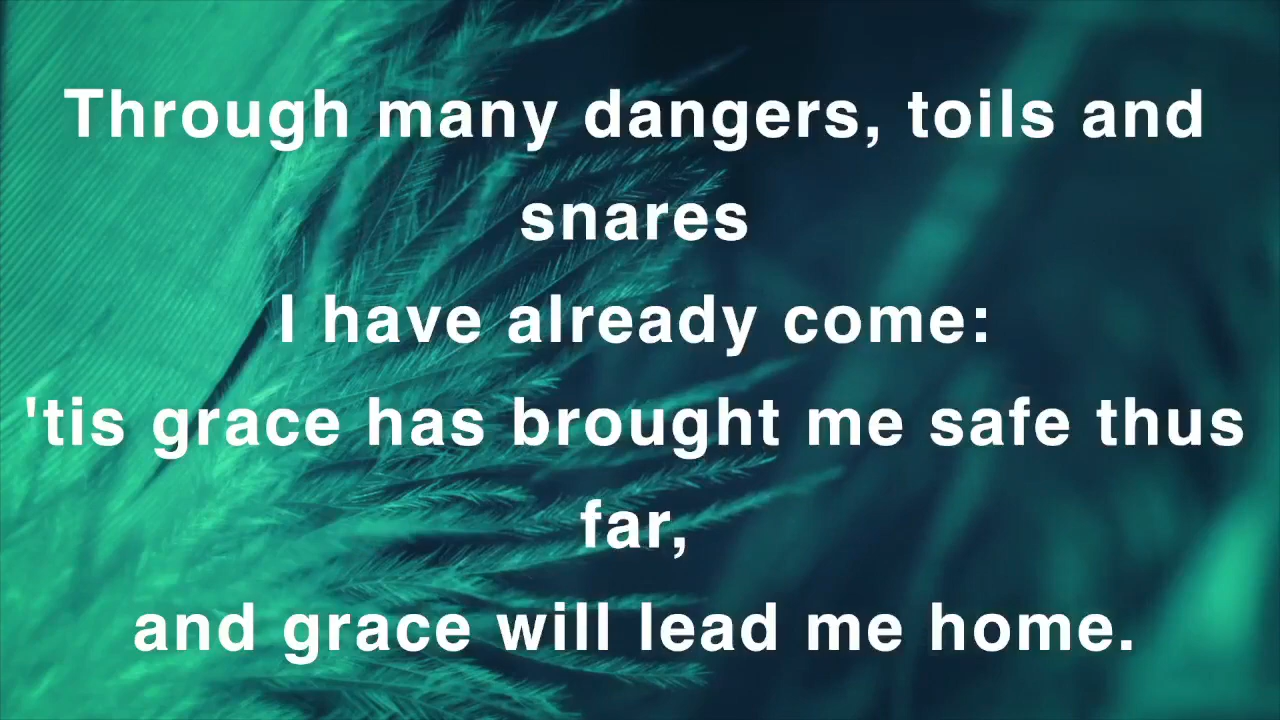 Through many dangers, toils and
snares
I have already come:
'tis grace has brought me safe thus
far,
and grace will lead me home.